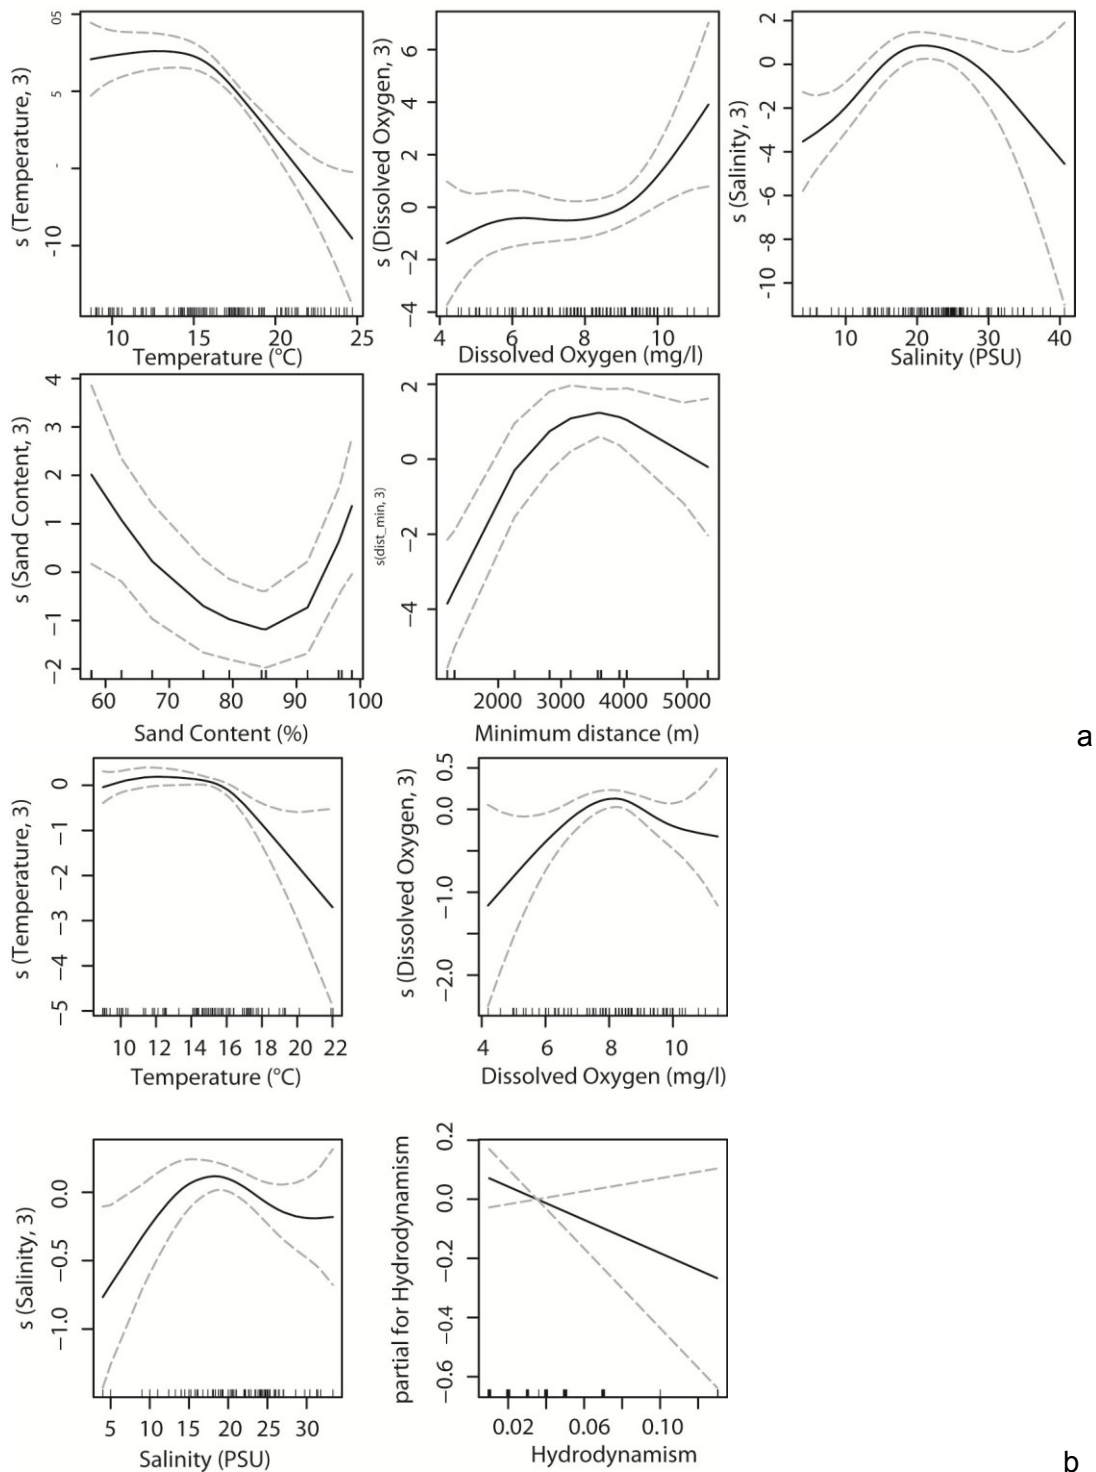 s (Temperature, 3)
05
5
-
-10
10 15 20 25
Temperature (°C)
s (Dissolved Oxygen, 3)
6
4
2
0
−2
−4
4 6 8 10
Dissolved Oxygen (mg/l)
s (Salinity, 3)
2
0
-2
-4
-6
-8
-10
10 20 30 40
Salinity (PSU)
s (Sand Content, 3)
4
3
2
1
0
−1
−2
60 70 80 90 100
Sand Content (%)
s(dist_min, 3)
2
0
−2
−4
2000 3000 4000 5000
Minimum distance (m)
a
s (Temperature, 3)
0
−1
−2
−3
−4
−5
10 12 14 16 18 20 22
Temperature (°C)
s (Dissolved Oxygen, 3)
0.5
0.0
−1.0
−2.0
4 6 8 10
Dissolved Oxygen (mg/l)
s (Salinity, 3)
0.0
−0.5
−1.0
5 10 15 20 25 30
Salinity (PSU)
partial for Hydrodynamism
0.2
0.0
−0.2
−0.4
−0.6
0.02 0.06 0.10
Hydrodynamism
b